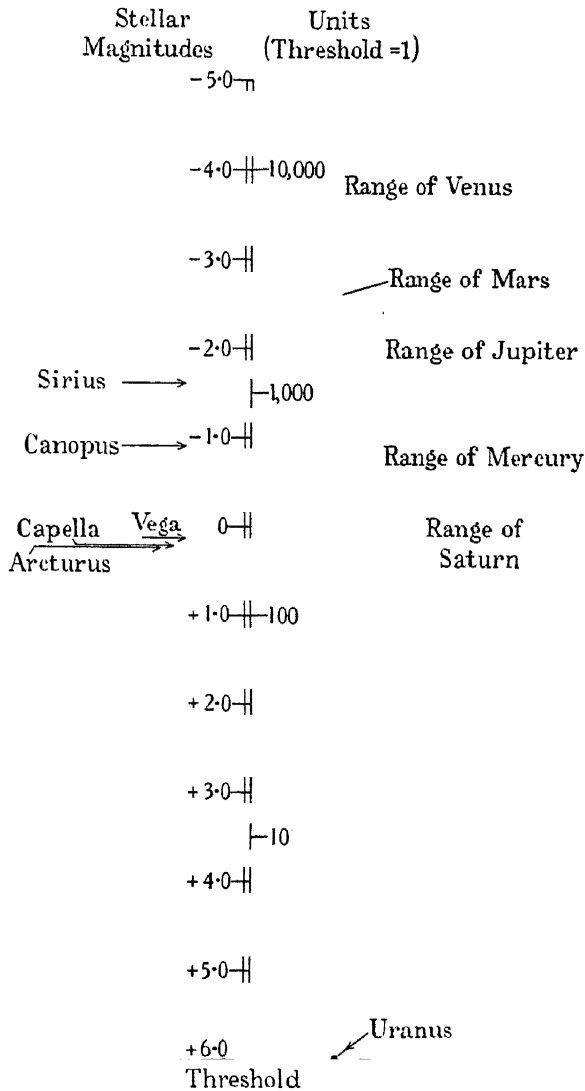 Stellar Magnitudes
Units (Threshold =1)
-5·0
-4·0 10,000
Range of Venus
-3·0
Range of Mars
-2·0
Range of Jupiter
Sirius
1,000
Canopus
-1·0
Range of Mercury
Capella
Vega
0
Range of Saturn
Arcturus
+1·0 100
+2·0
+3·0
10
+4·0
+5·0
Uranus
+6·0
Threshold